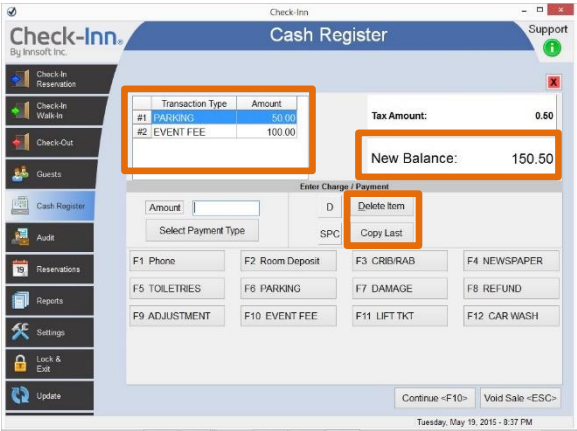 Check-Inn
Check-Inn®
By Innsoft Inc.
Cash Register
Support
Check-In
Reservation
Check-In
Walk-In
Check-Out
Guests
Cash Register
Audit
19
Reservations
Reports
Settings
Lock &
Exit
Update
X
Transaction Type Amount
#1 PARKING 50.00
#2 EVENT FEE 100.00
Tax Amount: 0.50
New Balance: 150.50
Enter Charge / Payment
Amount
D Delete Item
Select Payment Type
SPC Copy Last
F1 Phone F2 Room Deposit F3 CRIB/RAB F4 NEWSPAPER
F5 TOILETRIES F6 PARKING F7 DAMAGE F8 REFUND
F9 ADJUSTMENT F10 EVENT FEE F11 LIFT TKT F12 CAR WASH
Continue <F10> Void Sale <ESC>
Tuesday, May 19, 2015 - 8:37 PM